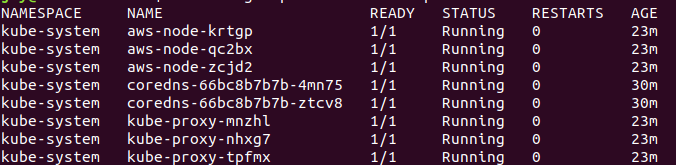 NAMESPACE NAME READY STATUS RESTARTS AGE
kube-system aws-node-krtgp 1/1 Running 0 23m
kube-system aws-node-qc2bx 1/1 Running 0 23m
kube-system aws-node-zcjd2 1/1 Running 0 23m
kube-system coredns-66bc8b7b7b-4mn75 1/1 Running 0 30m
kube-system coredns-66bc8b7b7b-ztcv8 1/1 Running 0 30m
kube-system kube-proxy-mnzhl 1/1 Running 0 23m
kube-system kube-proxy-nhxg7 1/1 Running 0 23m
kube-system kube-proxy-tpfmx 1/1 Running 0 23m